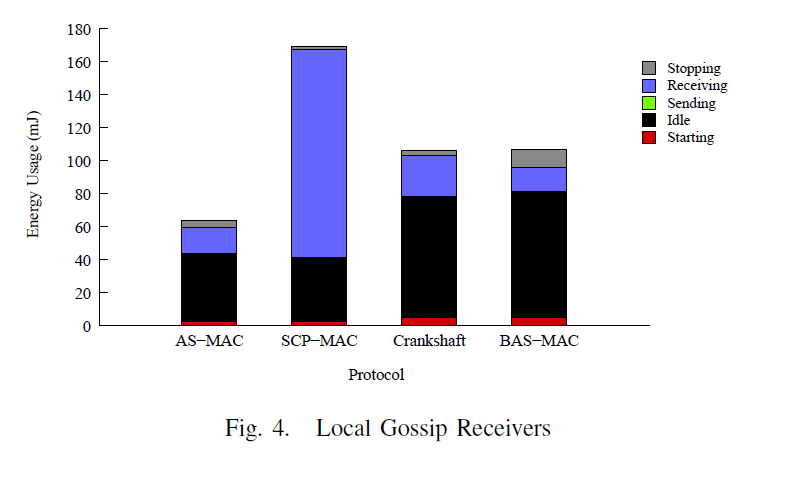 180
160
140
120
100
80
60
40
20
0
Energy Usage (mJ)
Stopping
Receiving
Sending
Idle
Starting
AS−MAC SCP−MAC Crankshaft BAS−MAC
Protocol
Fig. 4. Local Gossip Receivers